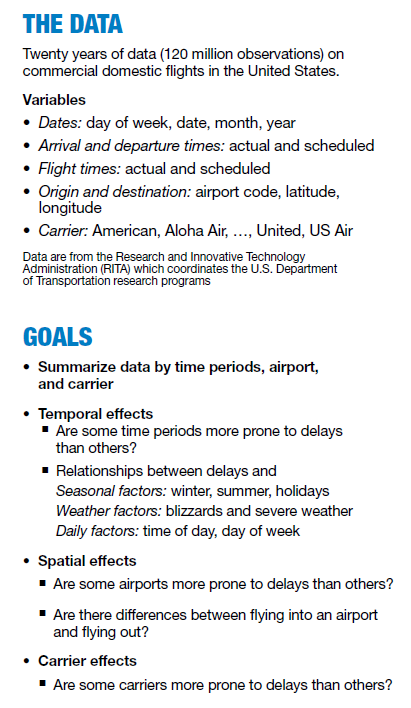 THE DATA
Twenty years of data (120 million observations) on
commercial domestic flights in the United States.
Variables
• Dates: day of week, date, month, year
• Arrival and departure times: actual and scheduled
• Flight times: actual and scheduled
• Origin and destination: airport code, latitude,
longitude
• Carrier: American, Aloha Air, …, United, US Air
Data are from the Research and Innovative Technology
Administration (RITA) which coordinates the U.S. Department
of Transportation research programs
GOALS
• Summarize data by time periods, airport,
and carrier
• Temporal effects
■ Are some time periods more prone to delays
than others?
■ Relationships between delays and
Seasonal factors: winter, summer, holidays
Weather factors: blizzards and severe weather
Daily factors: time of day, day of week
• Spatial effects
■ Are some airports more prone to delays than others?
■ Are there differences between flying into an airport
and flying out?
• Carrier effects
■ Are some carriers more prone to delays than others?